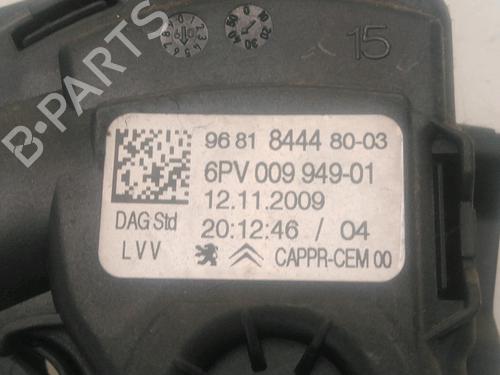 B-PARTS
15
96 81 8444 80-03
6PV 009 949-01
12.11.2009
20:12:46 / 04
DAG Std
LVV
CAPPR-CEM 00